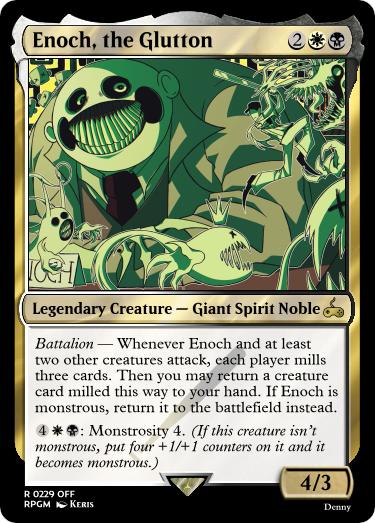 Enoch, the Glutton 2
Legendary Creature — Giant Spirit Noble
Battalion — Whenever Enoch and at least
two other creatures attack, each player mills
three cards. Then you may return a creature
card milled this way to your hand. If Enoch is
monstrous, return it to the battlefield instead.
4: Monstrosity 4. (If this creature isn't
monstrous, put four +1/+1 counters on it and it
becomes monstrous.)
4/3
R 0229 OFF
RPGM KERIS
Denny